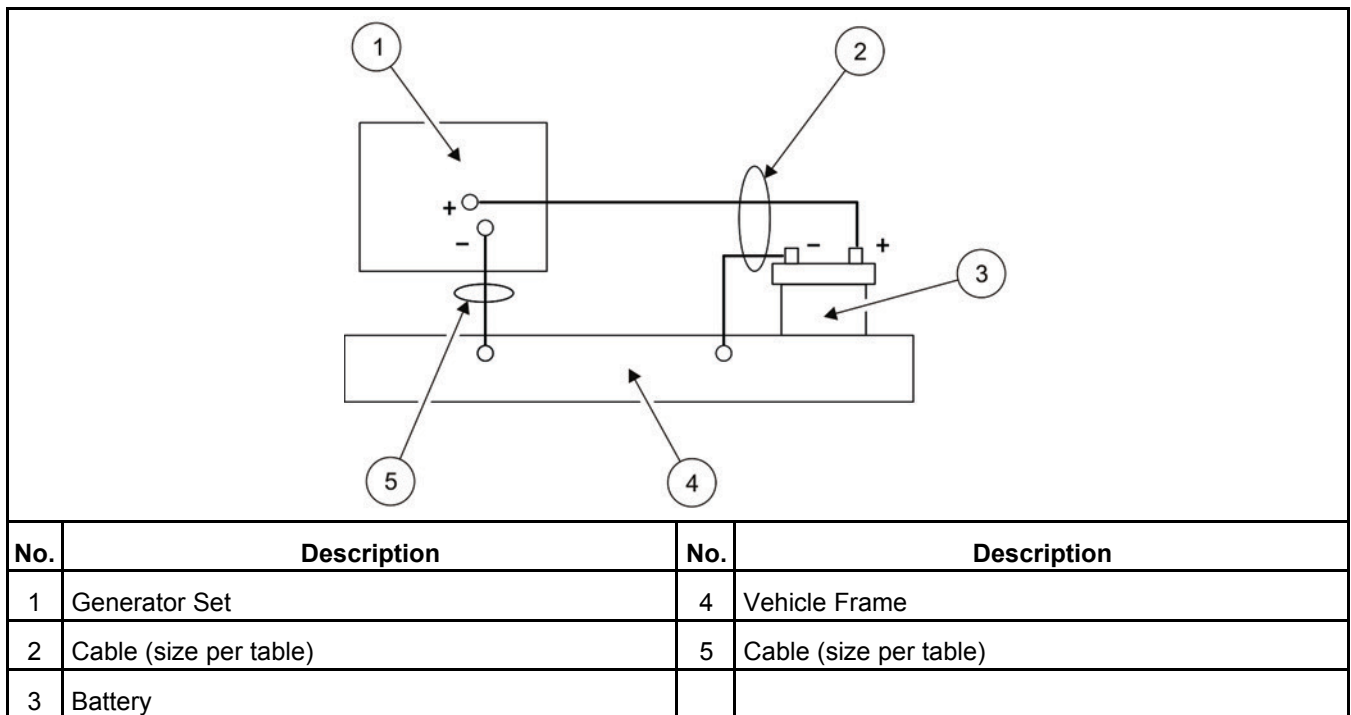 1
2
+
–
– +
3
5
4
No. Description No. Description
1 Generator Set 4 Vehicle Frame
2 Cable (size per table) 5 Cable (size per table)
3 Battery